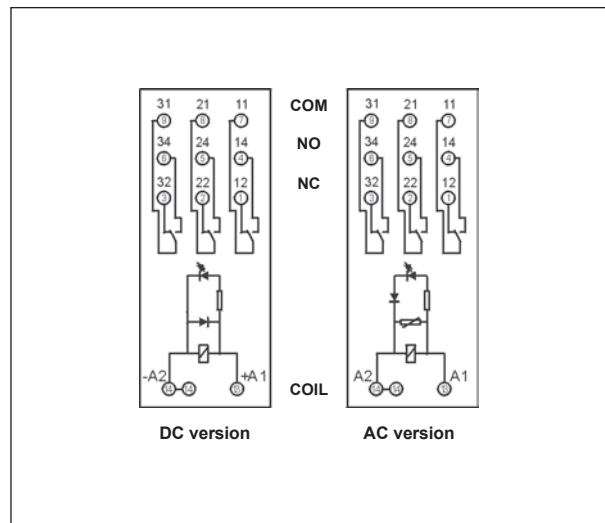 31 21 11 COM 31 21 11
9 8 7 9 8 7
34 24 14 NO 34 24 14
6 5 4 6 5 4
32 22 12 NC 32 22 12
3 2 1 3 2 1
-A2 +A1 A2 A1
14 14 13 COIL 14 14 13
DC version AC version